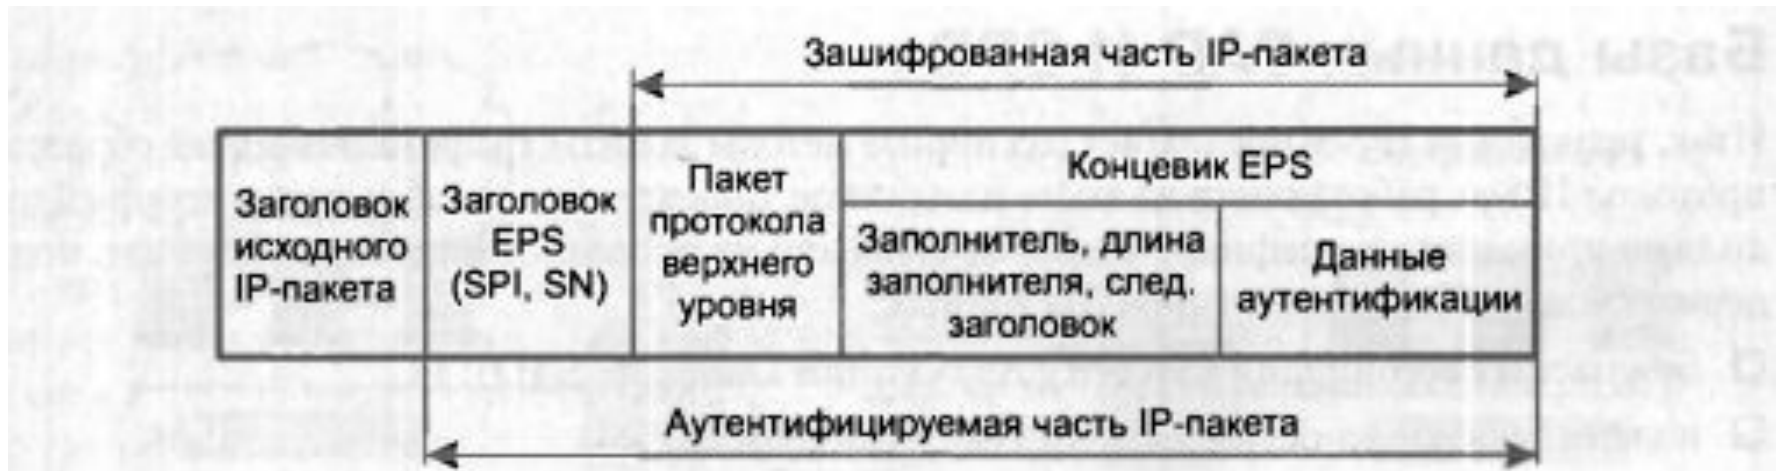 Зашифрованная часть IP-пакета
Заголовок
исходного
IP-пакета
Заголовок
EPS
(SPI, SN)
Пакет
протокола
верхнего
уровня
Концевик EPS
Заполнитель, длина
заполнителя, след.
заголовок
Данные
аутентификации
Аутентифицируемая часть IP-пакета